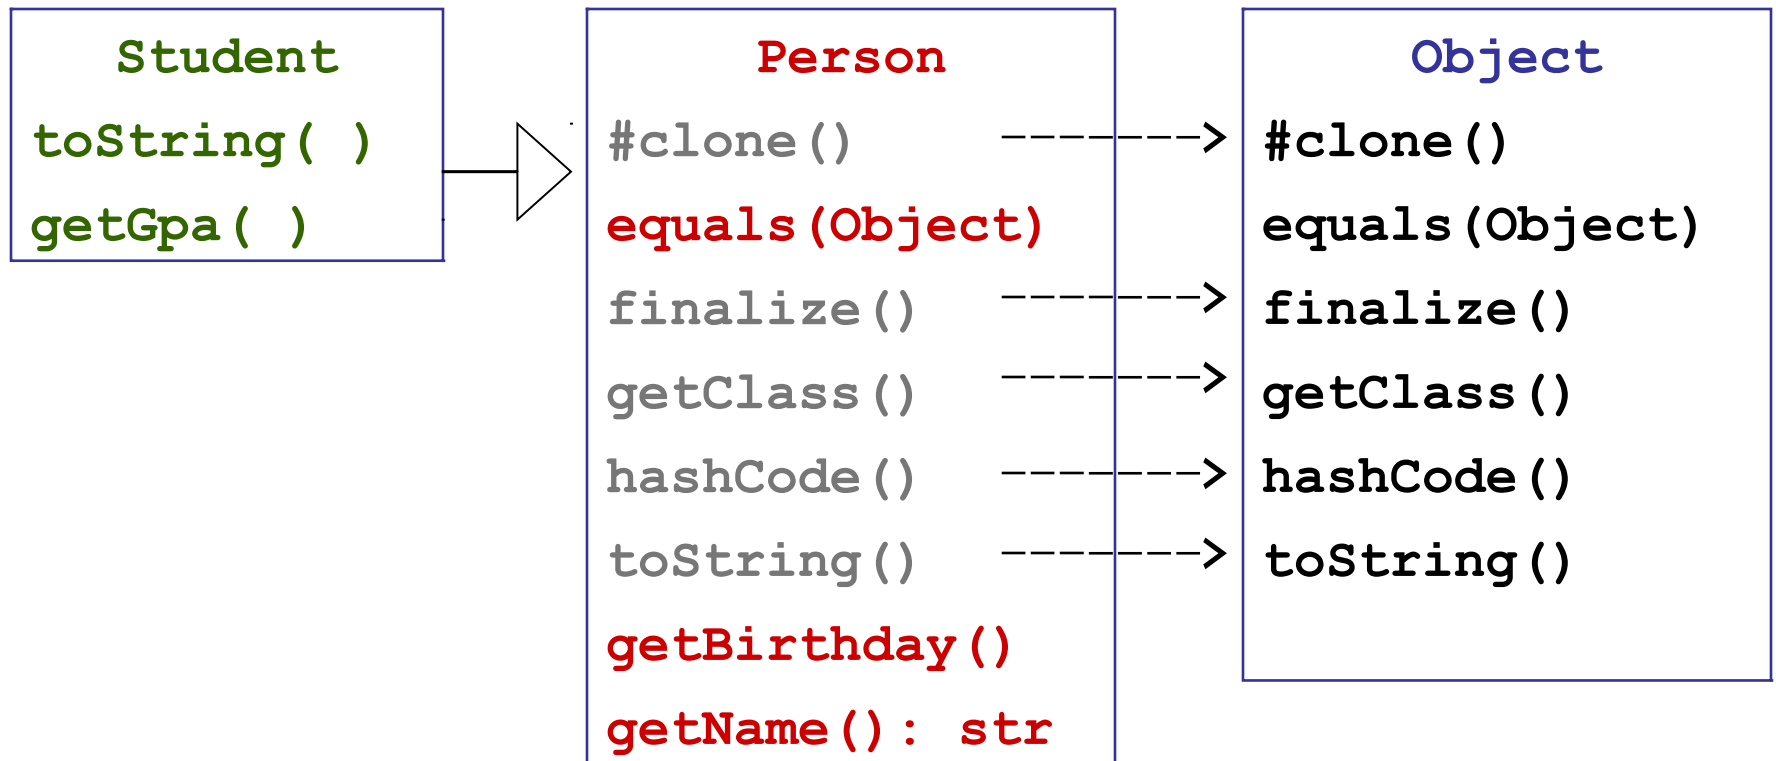 Student
toString( )
getGpa( )
Person
#clone()
equals(Object)
finalize()
getClass()
hashCode()
toString()
getBirthday()
getName(): str
Object
#clone()
equals(Object)
finalize()
getClass()
hashCode()
toString()